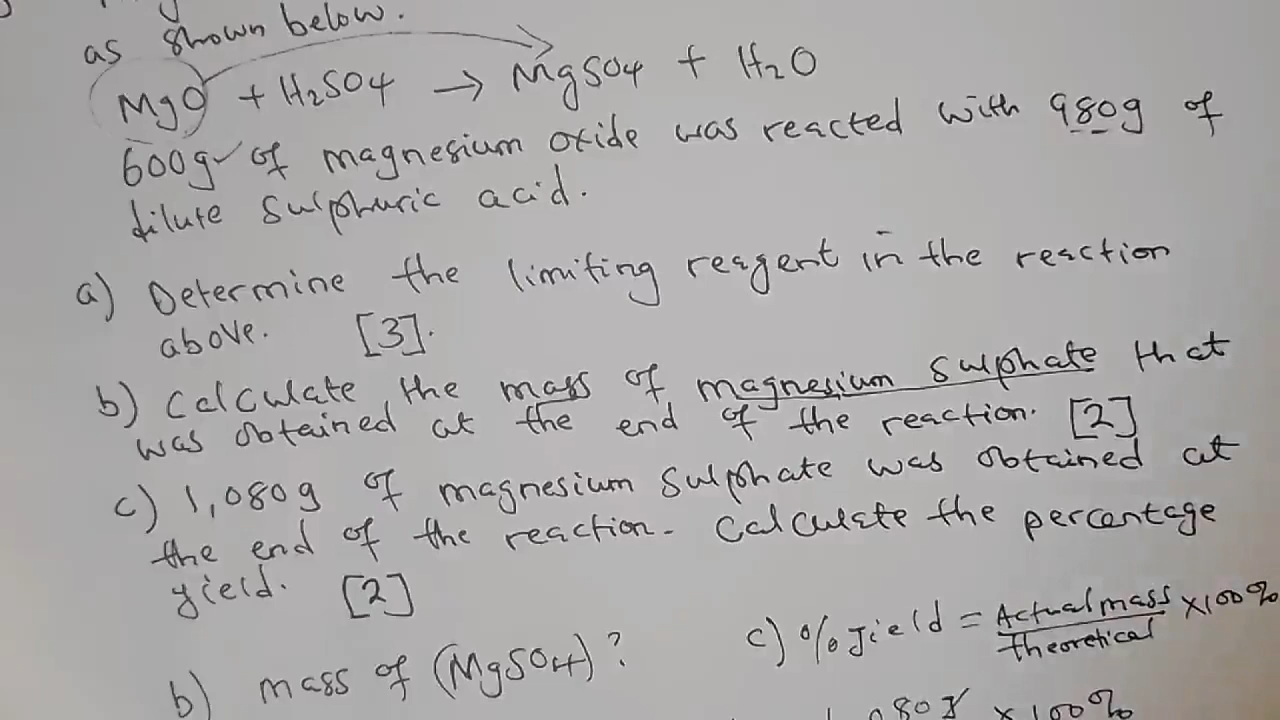 as shown below.
MgO + H₂SO₄ → MgSO₄ + H₂O
600g of magnesium oxide was reacted with 980g of
dilute sulphuric acid.
a) Determine the limiting reagent in the reaction
above. [3].
b) Calculate the mass of magnesium sulphate that
was obtained at the end of the reaction. [2]
c) 1,080g of magnesium sulphate was obtained at
the end of the reaction. Calculate the percentage
yield. [2]
b) mass of (MgSO₄)?
c) % yield = Actual mass / Theoretical ×100%
080g × 100%